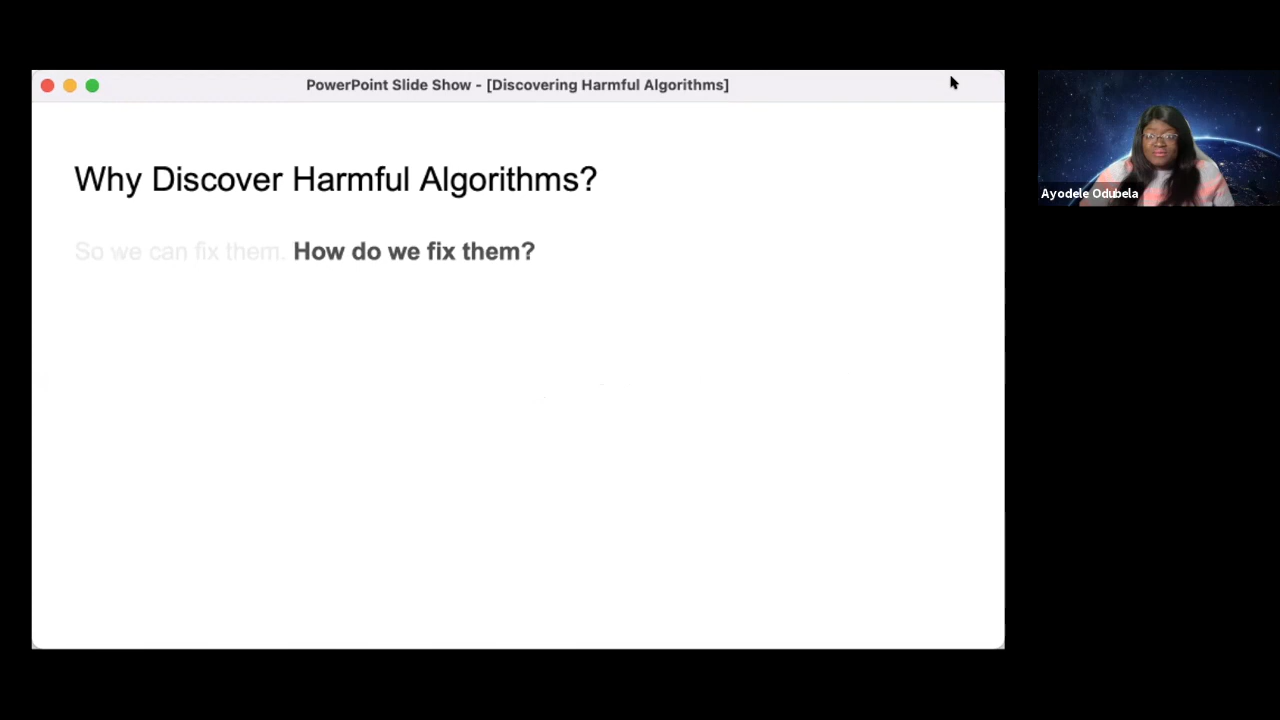 PowerPoint Slide Show - [Discovering Harmful Algorithms]
Why Discover Harmful Algorithms?
So we can fix them. How do we fix them?
Ayodele Odubela